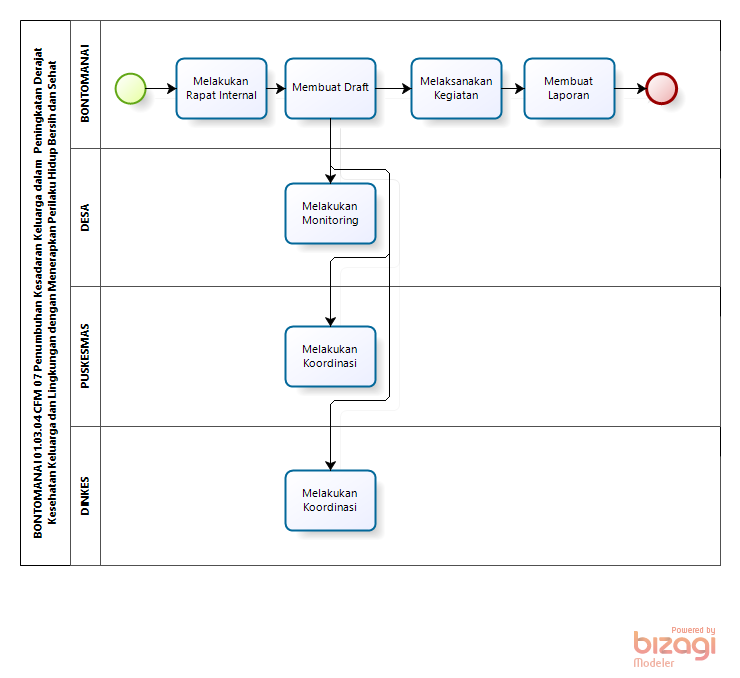 BONTOMANAI 01.03.04 CFM 07 Penumbuhan Kesadaran Keluarga dalam Peningkatan Derajat
Kesehatan Keluarga dan Lingkungan dengan Menerapkan Perilaku Hidup Bersih dan Sehat
BONTOMANAI
Melakukan
Rapat Internal
Membuat Draft
Melaksanakan
Kegiatan
Membuat
Laporan
DESA
Melakukan
Monitoring
PUSKESMAS
Melakukan
Koordinasi
DINKES
Melakukan
Koordinasi
Powered by
bizagi
Modeler